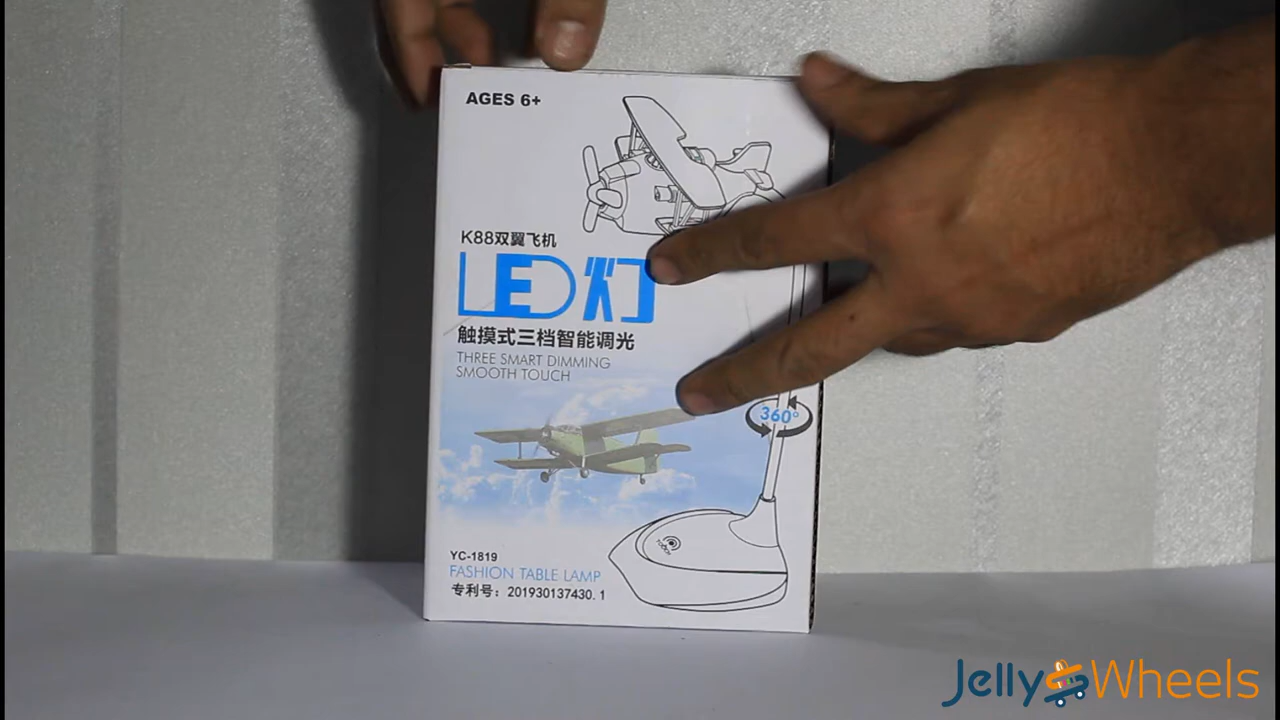 AGES 6+
K88双翼飞机
LED灯
触摸式三档智能调光
THREE SMART DIMMING
SMOOTH TOUCH
360°
YC-1819
FASHION TABLE LAMP
专利号：201930137430.1
Jelly Wheels